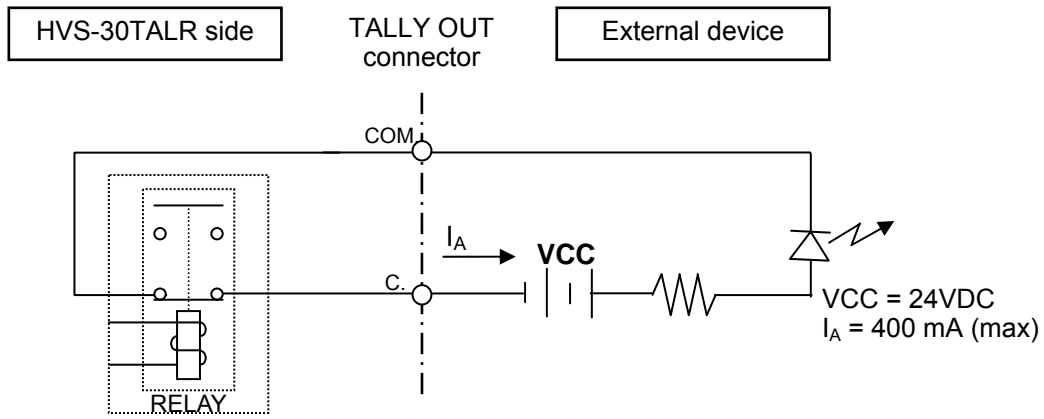 HVS-30TALR side
TALLY OUT
connector
External device
COM
I_A
VCC
C.
VCC = 24VDC
I_A = 400 mA (max)
RELAY